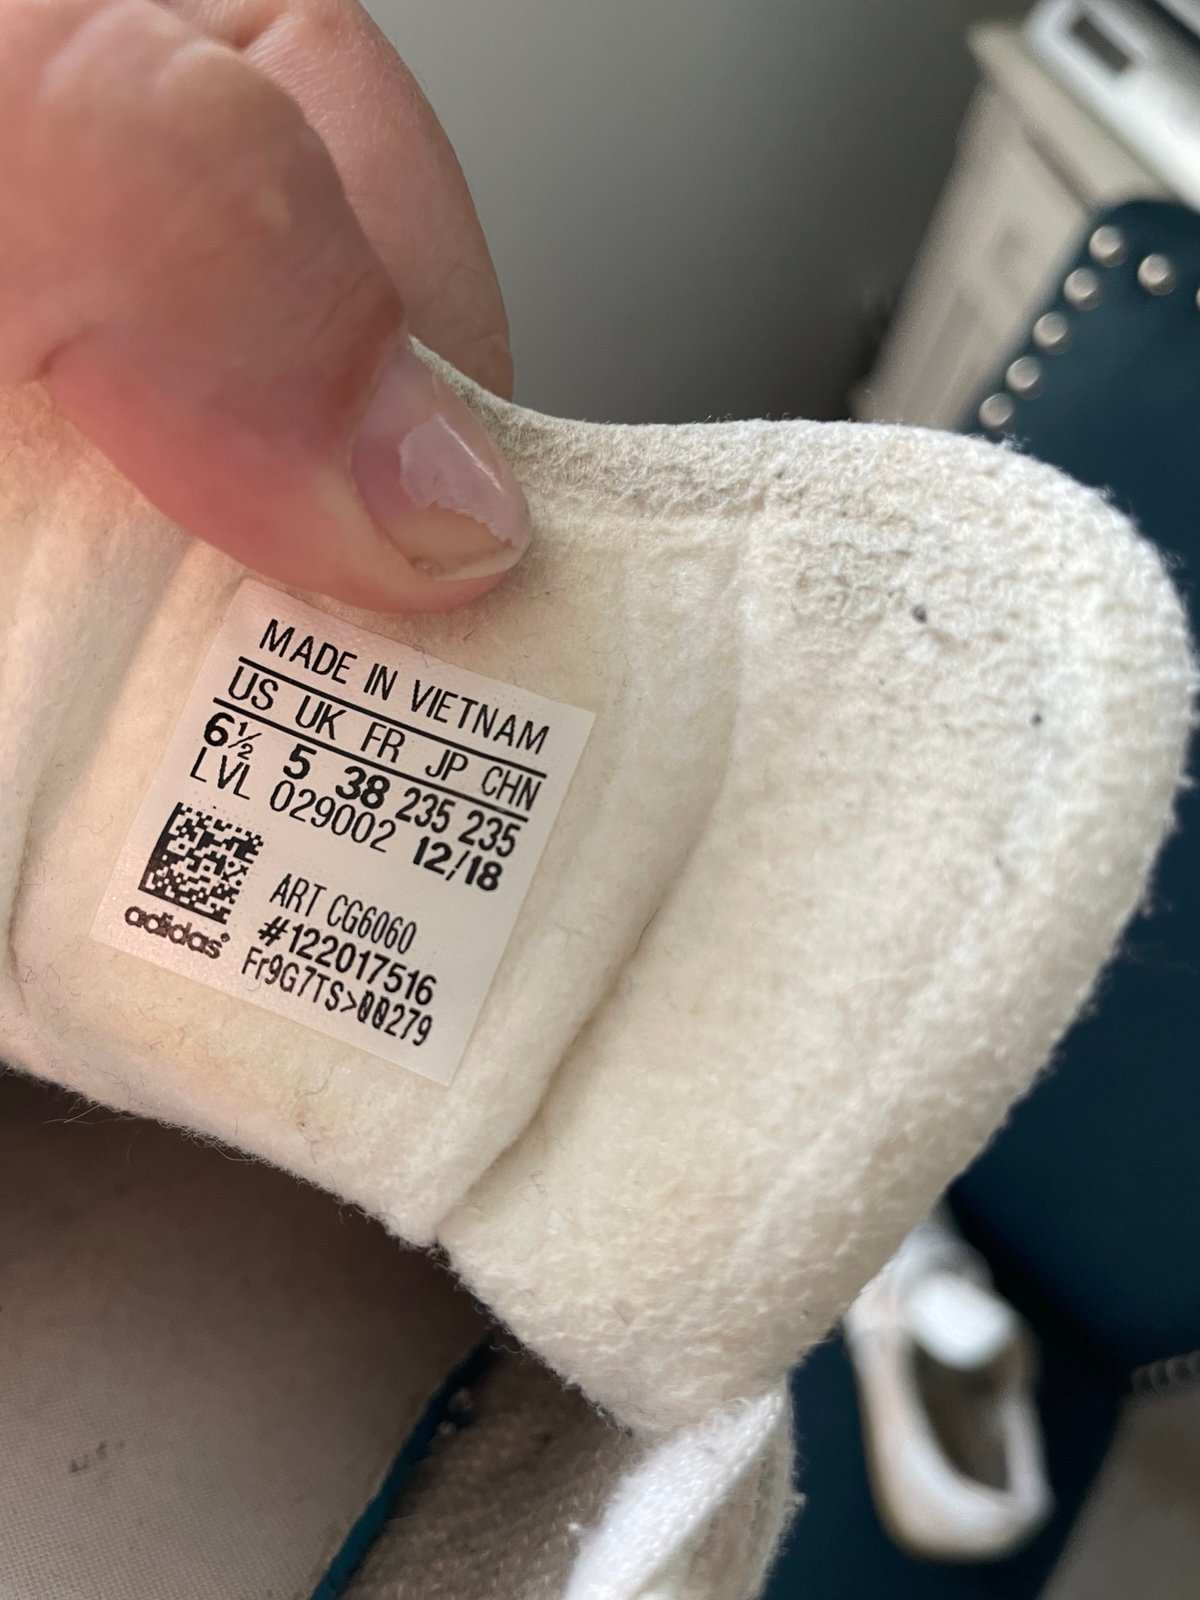 MADE IN VIETNAM
US UK FR JP CHN
6½ 5 38 235 235
LVL 029002 12/18
ART CG6060
#122017516
Fr9G7TS>00279
adidas®